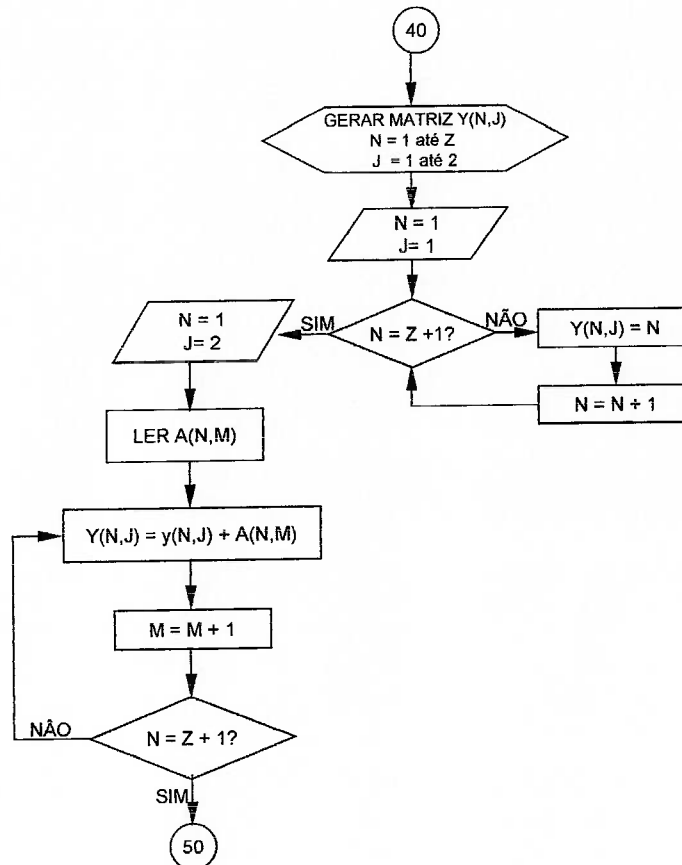 40
GERAR MATRIZ Y(N,J)
N = 1 até Z
J = 1 até 2
N = 1
J= 1
N = Z +1?
SIM
NÃO
Y(N,J) = N
N = N + 1
N = 1
J= 2
LER A(N,M)
Y(N,J) = y(N,J) + A(N,M)
M = M + 1
N = Z + 1?
NÃO
SIM
50